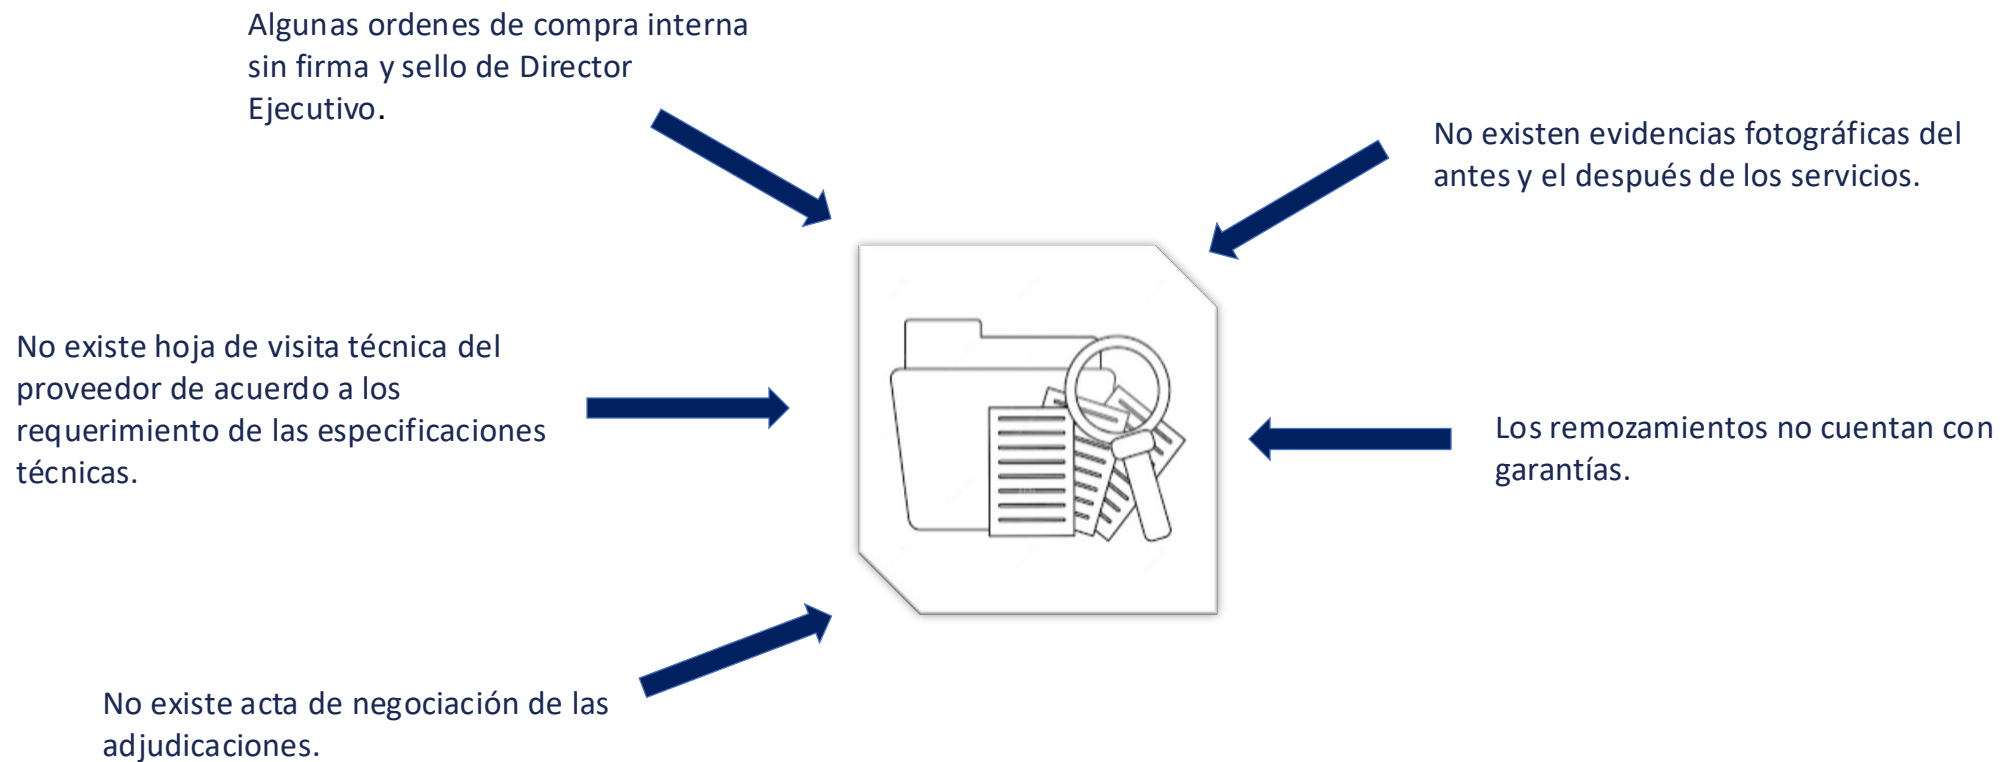 Algunas ordenes de compra interna
sin firma y sello de Director
Ejecutivo.
No existen evidencias fotográficas del
antes y el después de los servicios.
No existe hoja de visita técnica del
proveedor de acuerdo a los
requerimiento de las especificaciones
técnicas.
Los remozamientos no cuentan con
garantías.
No existe acta de negociación de las
adjudicaciones.